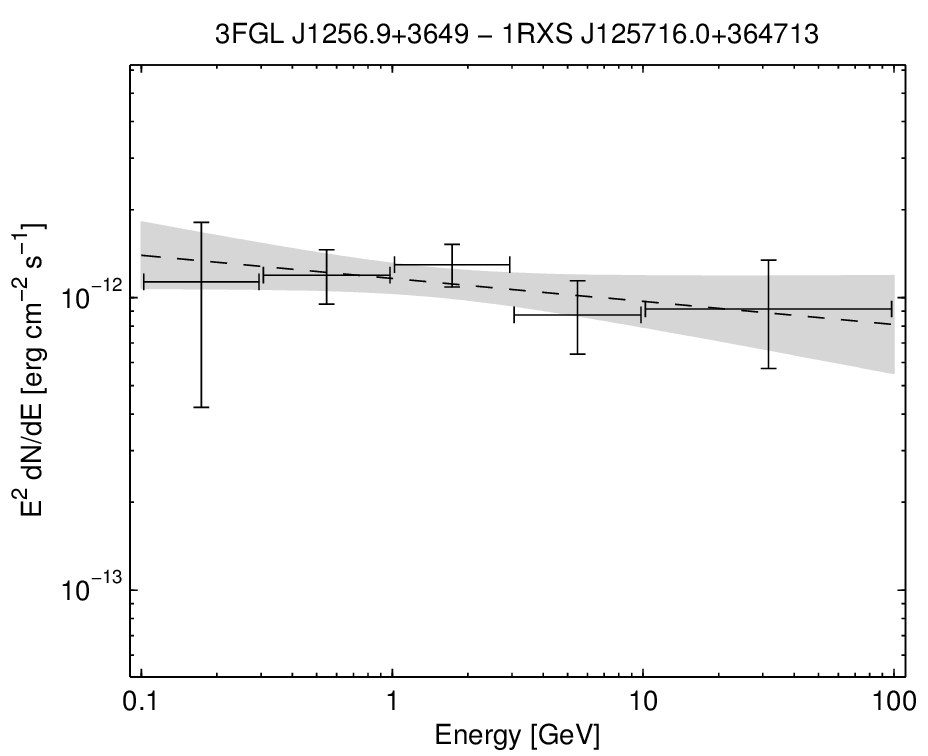 3FGL J1256.9+3649 − 1RXS J125716.0+364713
E² dN/dE [erg cm⁻² s⁻¹]
10⁻¹²
10⁻¹³
0.1 1 10 100
Energy [GeV]